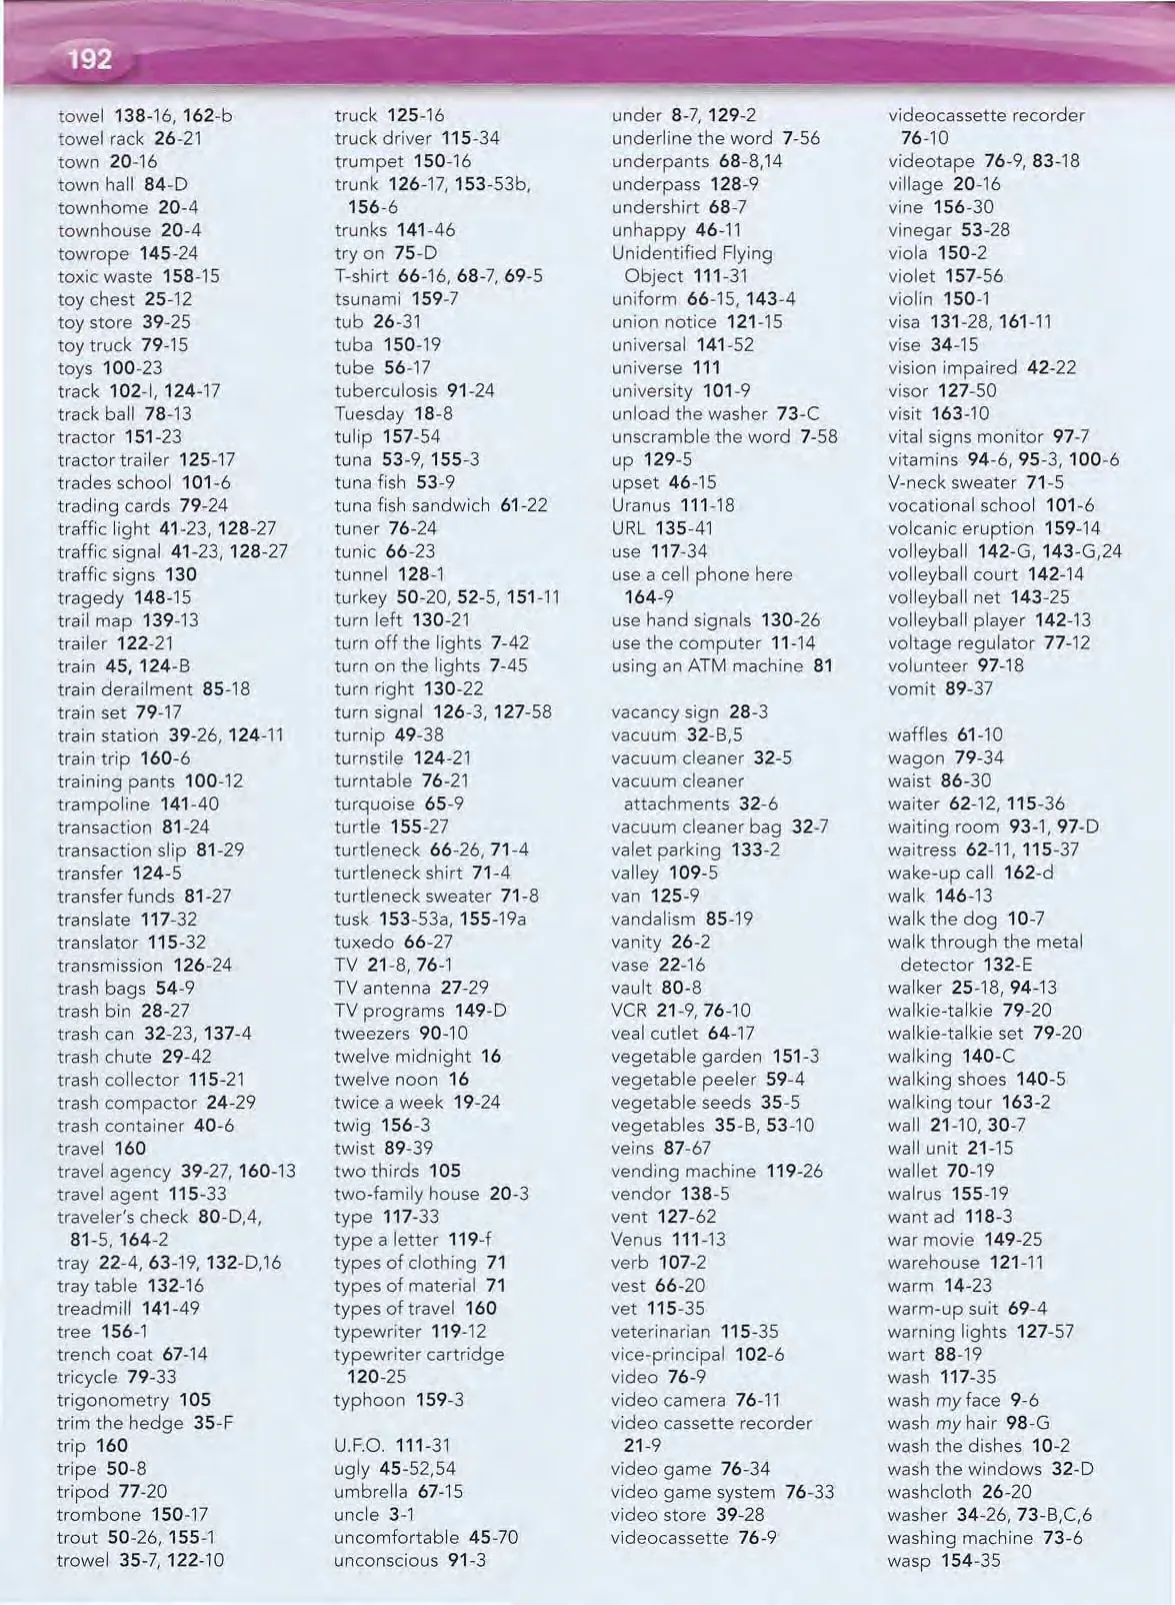 192
towel 138-16, 162-b
towel rack 26-21
town 20-16
town hall 84-D
townhome 20-4
townhouse 20-4
towrope 145-24
toxic waste 158-15
toy chest 25-12
toy store 39-25
toy truck 79-15
toys 100-23
track 102-I, 124-17
track ball 78-13
tractor 151-23
tractor trailer 125-17
trades school 101-6
trading cards 79-24
traffic light 41-23, 128-27
traffic signal 41-23, 128-27
traffic signs 130
tragedy 148-15
trail map 139-13
trailer 122-21
train 45, 124-B
train derailment 85-18
train set 79-17
train station 39-26, 124-11
train trip 160-6
training pants 100-12
trampoline 141-40
transaction 81-24
transaction slip 81-29
transfer 124-5
transfer funds 81-27
translate 117-32
translator 115-32
transmission 126-24
trash bags 54-9
trash bin 28-27
trash can 32-23, 137-4
trash chute 29-42
trash collector 115-21
trash compactor 24-29
trash container 40-6
travel 160
travel agency 39-27, 160-13
travel agent 115-33
traveler's check 80-D,4,
81-5, 164-2
tray 22-4, 63-19, 132-D,16
tray table 132-16
treadmill 141-49
tree 156-1
trench coat 67-14
tricycle 79-33
trigonometry 105
trim the hedge 35-F
trip 160
tripe 50-8
tripod 77-20
trombone 150-17
trout 50-26, 155-1
trowel 35-7, 122-10
truck 125-16
truck driver 115-34
trumpet 150-16
trunk 126-17, 153-53b,
156-6
trunks 141-46
try on 75-D
T-shirt 66-16, 68-7, 69-5
tsunami 159-7
tub 26-31
tuba 150-19
tube 56-17
tuberculosis 91-24
Tuesday 18-8
tulip 157-54
tuna 53-9, 155-3
tuna fish 53-9
tuna fish sandwich 61-22
tuner 76-24
tunic 66-23
tunnel 128-1
turkey 50-20, 52-5, 151-11
turn left 130-21
turn off the lights 7-42
turn on the lights 7-45
turn right 130-22
turn signal 126-3, 127-58
turnip 49-38
turnstile 124-21
turntable 76-21
turquoise 65-9
turtle 155-27
turtleneck 66-26, 71-4
turtleneck shirt 71-4
turtleneck sweater 71-8
tusk 153-53a, 155-19a
tuxedo 66-27
TV 21-8, 76-1
TV antenna 27-29
TV programs 149-D
tweezers 90-10
twelve midnight 16
twelve noon 16
twice a week 19-24
twig 156-3
twist 89-39
two thirds 105
two-family house 20-3
type 117-33
type a letter 119-f
types of clothing 71
types of material 71
types of travel 160
typewriter 119-12
typewriter cartridge
120-25
typhoon 159-3
U.F.O. 111-31
ugly 45-52,54
umbrella 67-15
uncle 3-1
uncomfortable 45-70
unconscious 91-3
under 8-7, 129-2
underline the word 7-56
underpants 68-8,14
underpass 128-9
undershirt 68-7
unhappy 46-11
Unidentified Flying
Object 111-31
uniform 66-15, 143-4
union notice 121-15
universal 141-52
universe 111
university 101-9
unload the washer 73-C
unscramble the word 7-58
up 129-5
upset 46-15
Uranus 111-18
URL 135-41
use 117-34
use a cell phone here
164-9
use hand signals 130-26
use the computer 11-14
using an ATM machine 81
vacancy sign 28-3
vacuum 32-B,5
vacuum cleaner 32-5
vacuum cleaner
attachments 32-6
vacuum cleaner bag 32-7
valet parking 133-2
valley 109-5
van 125-9
vandalism 85-19
vanity 26-2
vase 22-16
vault 80-8
VCR 21-9, 76-10
veal cutlet 64-17
vegetable garden 151-3
vegetable peeler 59-4
vegetable seeds 35-5
vegetables 35-B, 53-10
veins 87-67
vending machine 119-26
vendor 138-5
vent 127-62
Venus 111-13
verb 107-2
vest 66-20
vet 115-35
veterinarian 115-35
vice-principal 102-6
video 76-9
video camera 76-11
video cassette recorder
21-9
video game 76-34
video game system 76-33
video store 39-28
videocassette 76-9
videocassette recorder
76-10
videotape 76-9, 83-18
village 20-16
vine 156-30
vinegar 53-28
viola 150-2
violet 157-56
violin 150-1
visa 131-28, 161-11
vise 34-15
vision impaired 42-22
visor 127-50
visit 163-10
vital signs monitor 97-7
vitamins 94-6, 95-3, 100-6
V-neck sweater 71-5
vocational school 101-6
volcanic eruption 159-14
volleyball 142-G, 143-G,24
volleyball court 142-14
volleyball net 143-25
volleyball player 142-13
voltage regulator 77-12
volunteer 97-18
vomit 89-37
waffles 61-10
wagon 79-34
waist 86-30
waiter 62-12, 115-36
waiting room 93-1, 97-D
waitress 62-11, 115-37
wake-up call 162-d
walk 146-13
walk the dog 10-7
walk through the metal
detector 132-E
walker 25-18, 94-13
walkie-talkie 79-20
walkie-talkie set 79-20
walking 140-C
walking shoes 140-5
walking tour 163-2
wall 21-10, 30-7
wall unit 21-15
wallet 70-19
walrus 155-19
want ad 118-3
war movie 149-25
warehouse 121-11
warm 14-23
warm-up suit 69-4
warning lights 127-57
wart 88-19
wash 117-35
wash my face 9-6
wash my hair 98-G
wash the dishes 10-2
wash the windows 32-D
washcloth 26-20
washer 34-26, 73-B,C,6
washing machine 73-6
wasp 154-35